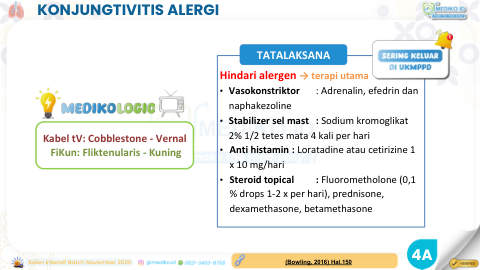 KONJUNGTIVITIS ALERGI
MEDIKO.ID
TATALAKSANA
SERING KELUAR
DI UKMPPD
Hindari alergen → terapi utama
• Vasokonstriktor : Adrenalin, efedrin dan
naphakezoline
• Stabilizer sel mast : Sodium kromoglikat
2% 1/2 tetes mata 4 kali per hari
• Anti histamin : Loratadine atau cetirizine 1
x 10 mg/hari
• Steroid topical : Fluorometholone (0,1
% drops 1-2 x per hari), prednisone,
dexamethasone, betamethasone
MEDIKOLOGIC
Kabel tV: Cobblestone - Vernal
FiKun: Fliktenularis - Kuning
4A
(Bowling, 2016) Hal.150